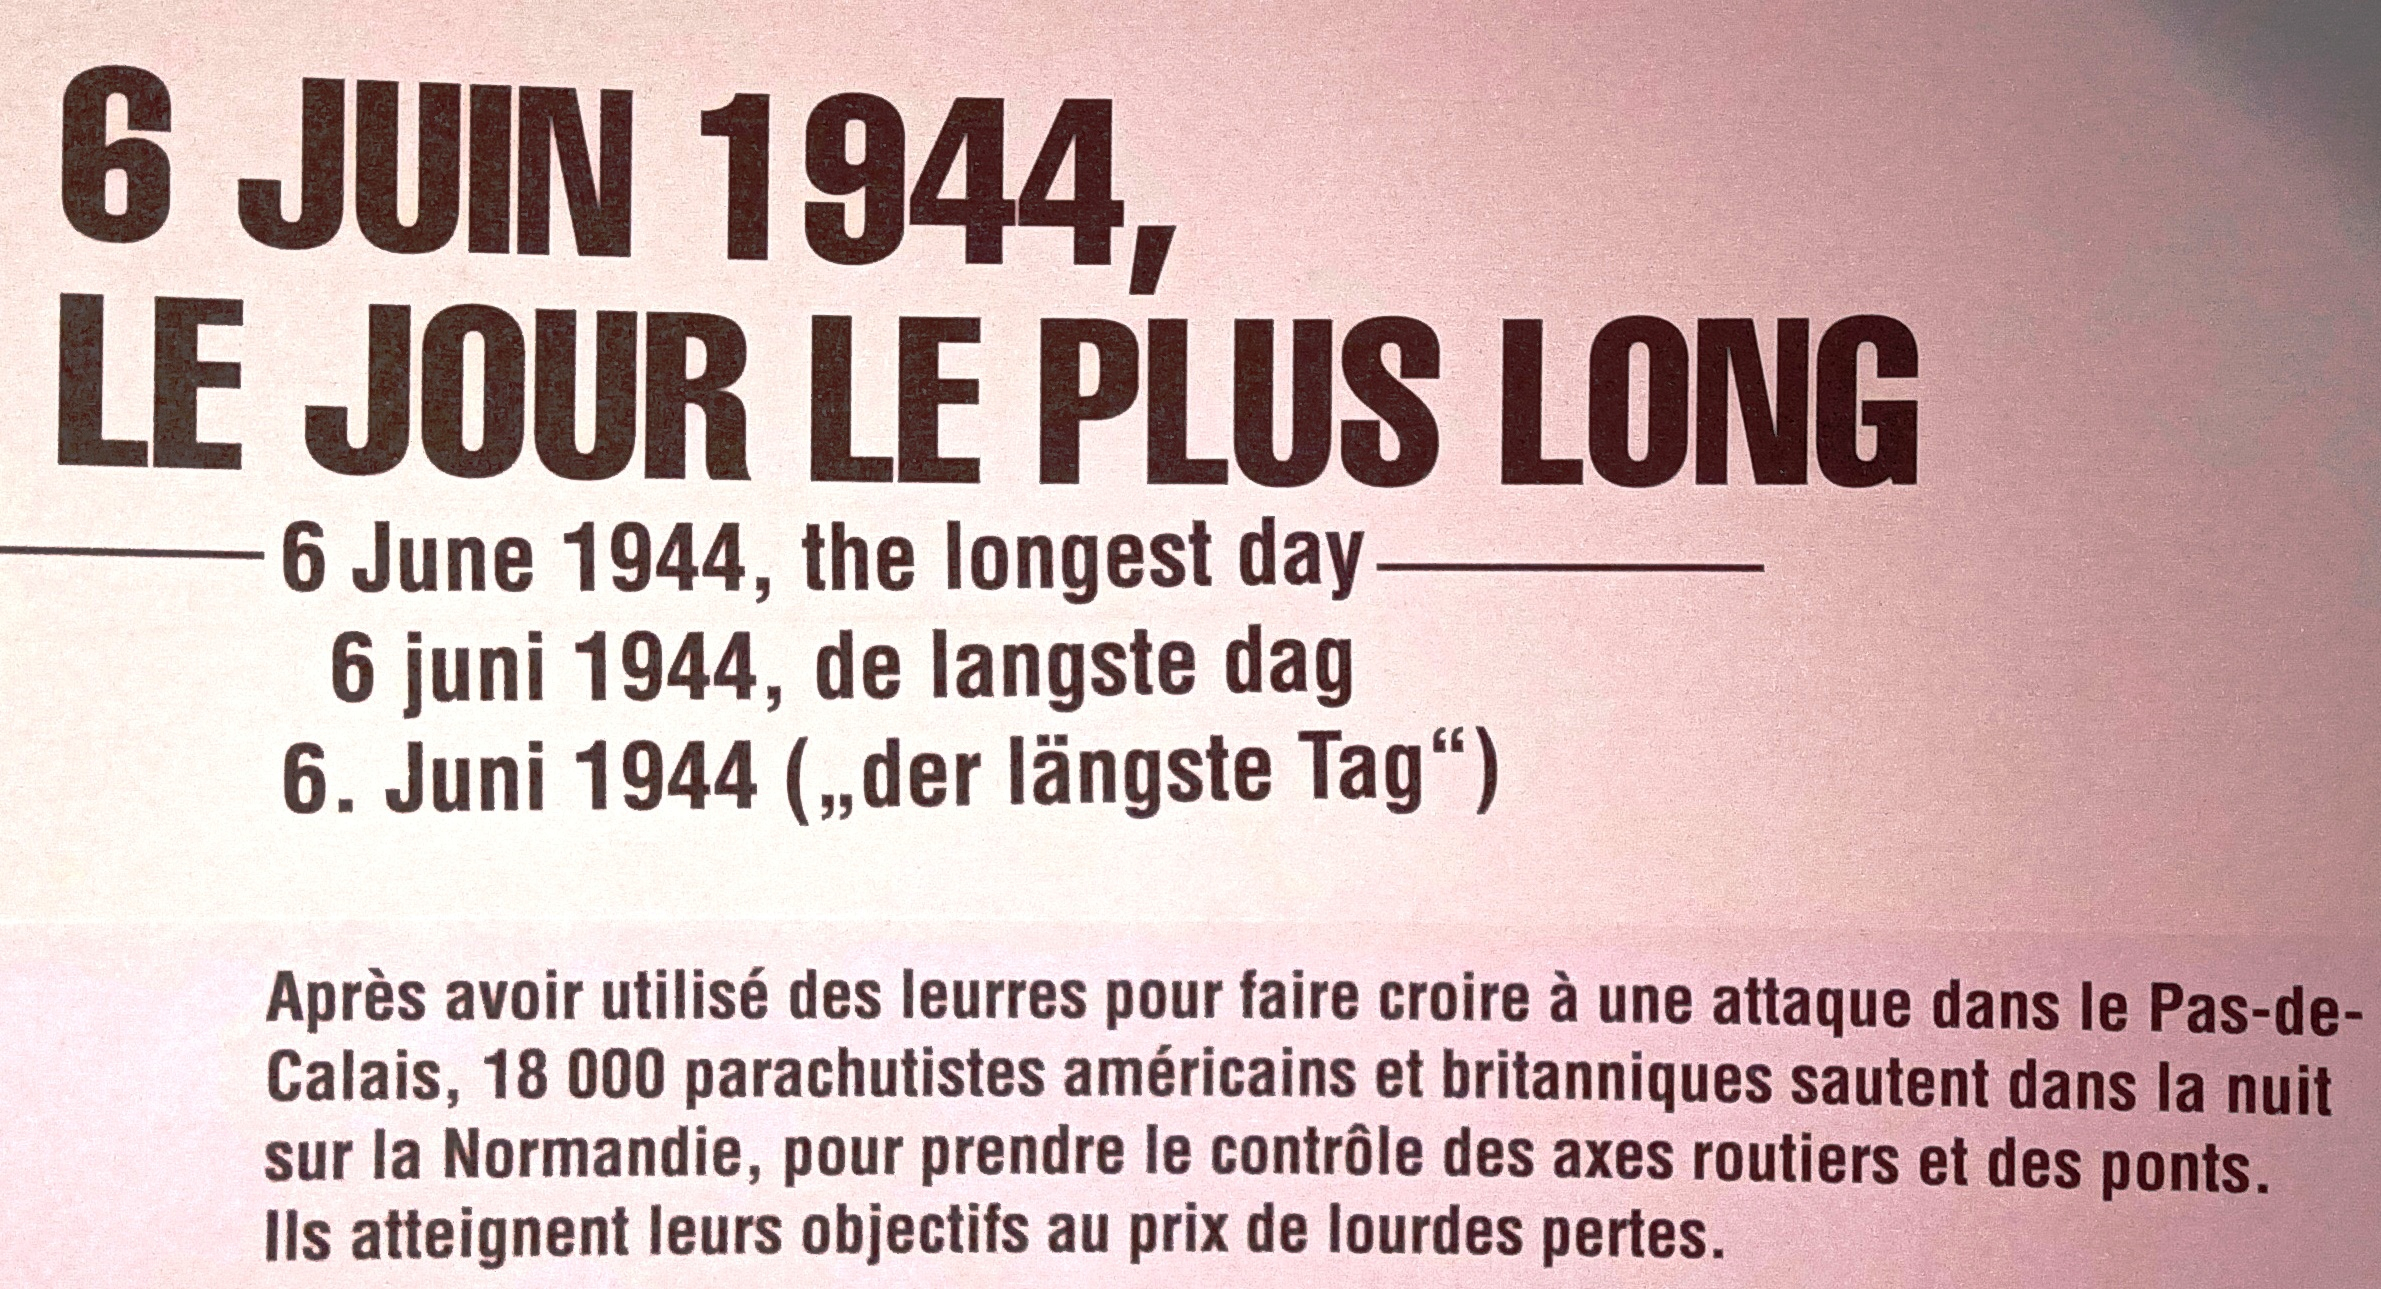 6 JUIN 1944,
LE JOUR LE PLUS LONG
6 June 1944, the longest day
6 juni 1944, de langste dag
6. Juni 1944 („der längste Tag“)
Après avoir utilisé des leurres pour faire croire à une attaque dans le Pas-de-
Calais, 18 000 parachutistes américains et britanniques sautent dans la nuit
sur la Normandie, pour prendre le contrôle des axes routiers et des ponts.
Ils atteignent leurs objectifs au prix de lourdes pertes.